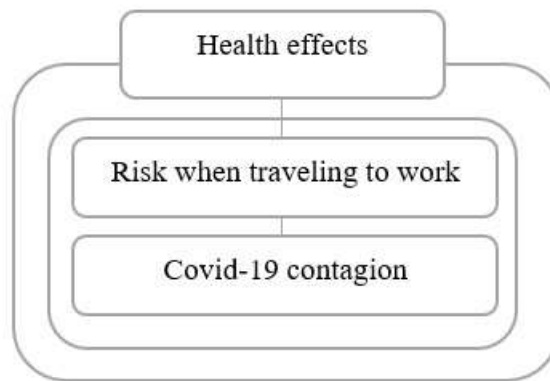 Health effects
Risk when traveling to work
Covid-19 contagion